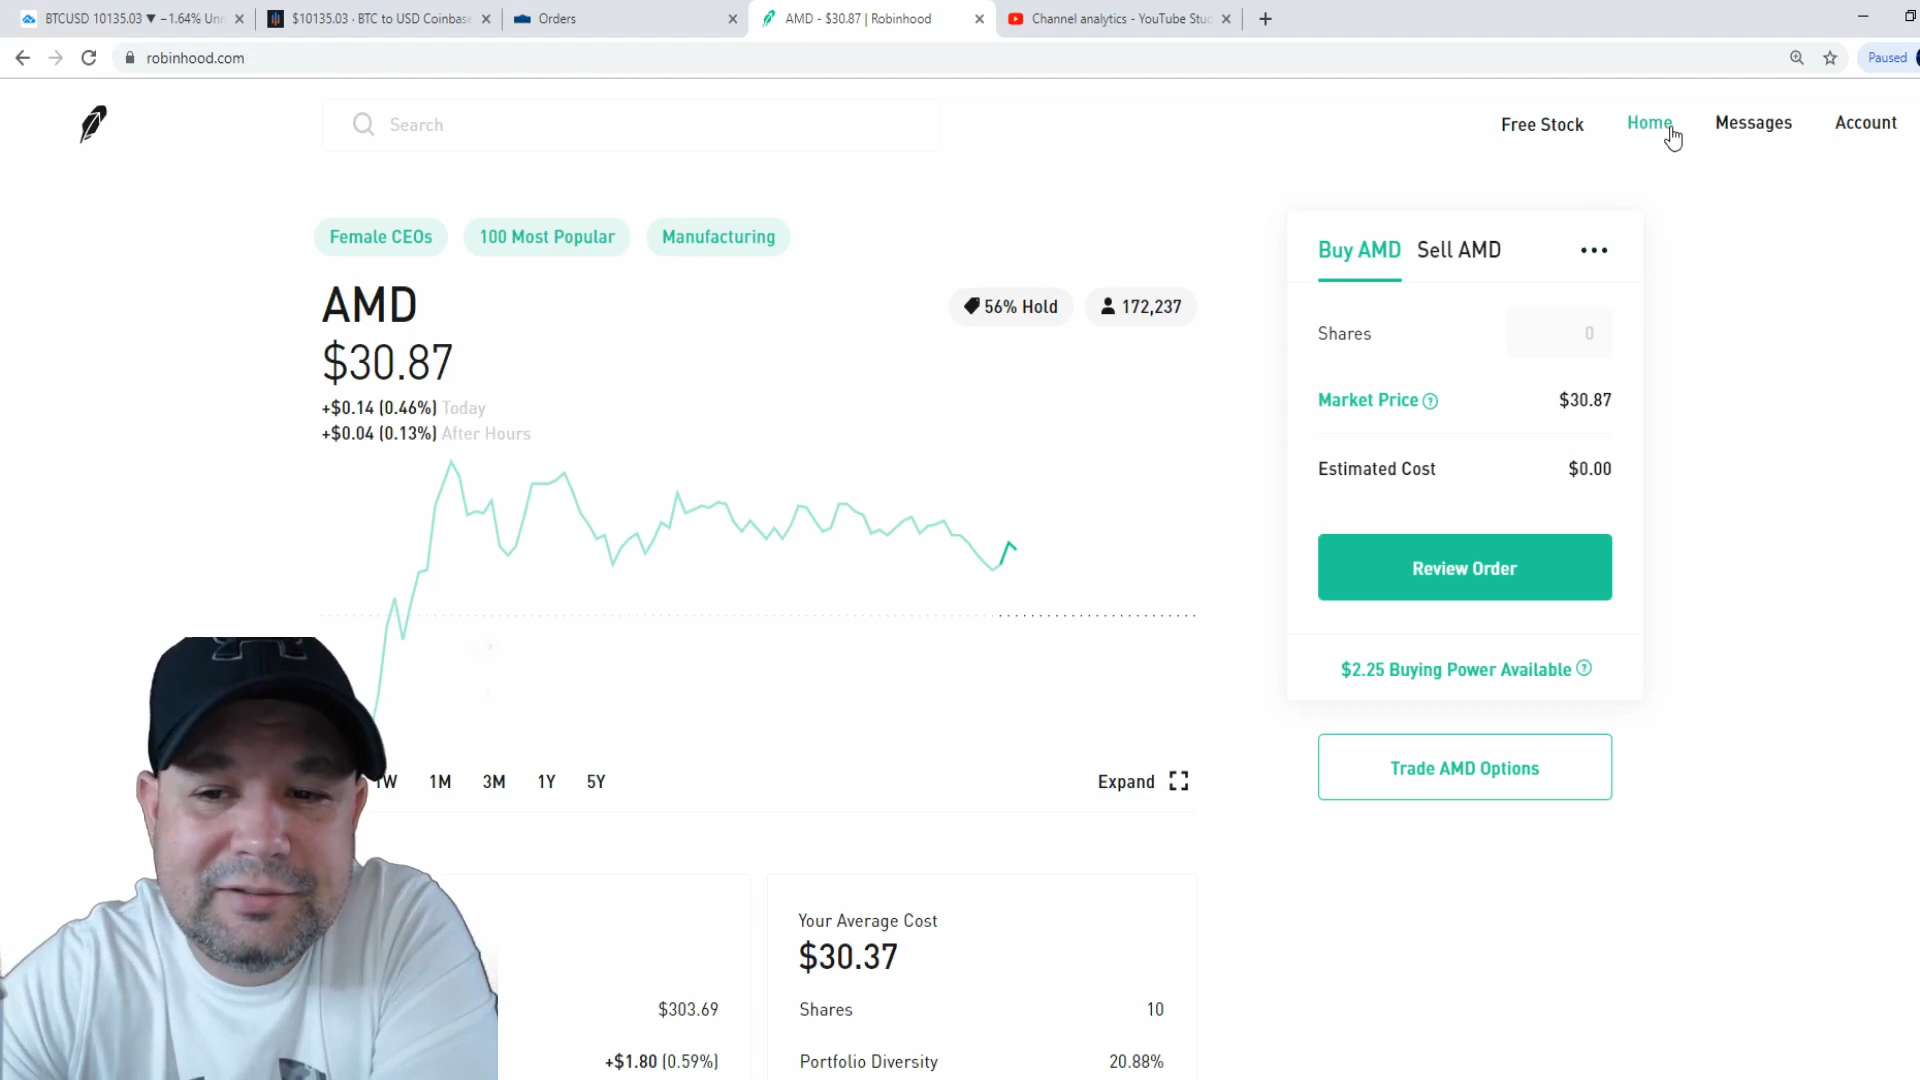 BTCUSD 10135.03 ▼ −1.64% Unn
$10135.03 · BTC to USD Coinbase
Orders
AMD - $30.87 | Robinhood
Channel analytics - YouTube Stu
robinhood.com
Paused
Search
Free Stock
Home
Messages
Account
Female CEOs
100 Most Popular
Manufacturing
AMD
56% Hold
172,237
$30.87
+$0.14 (0.46%) Today
+$0.04 (0.13%) After Hours
1W
1M
3M
1Y
5Y
Expand
Buy AMD
Sell AMD
Shares
0
Market Price ?
$30.87
Estimated Cost
$0.00
Review Order
$2.25 Buying Power Available ?
Trade AMD Options
$303.69
+$1.80 (0.59%)
Your Average Cost
$30.37
Shares
10
Portfolio Diversity
20.88%